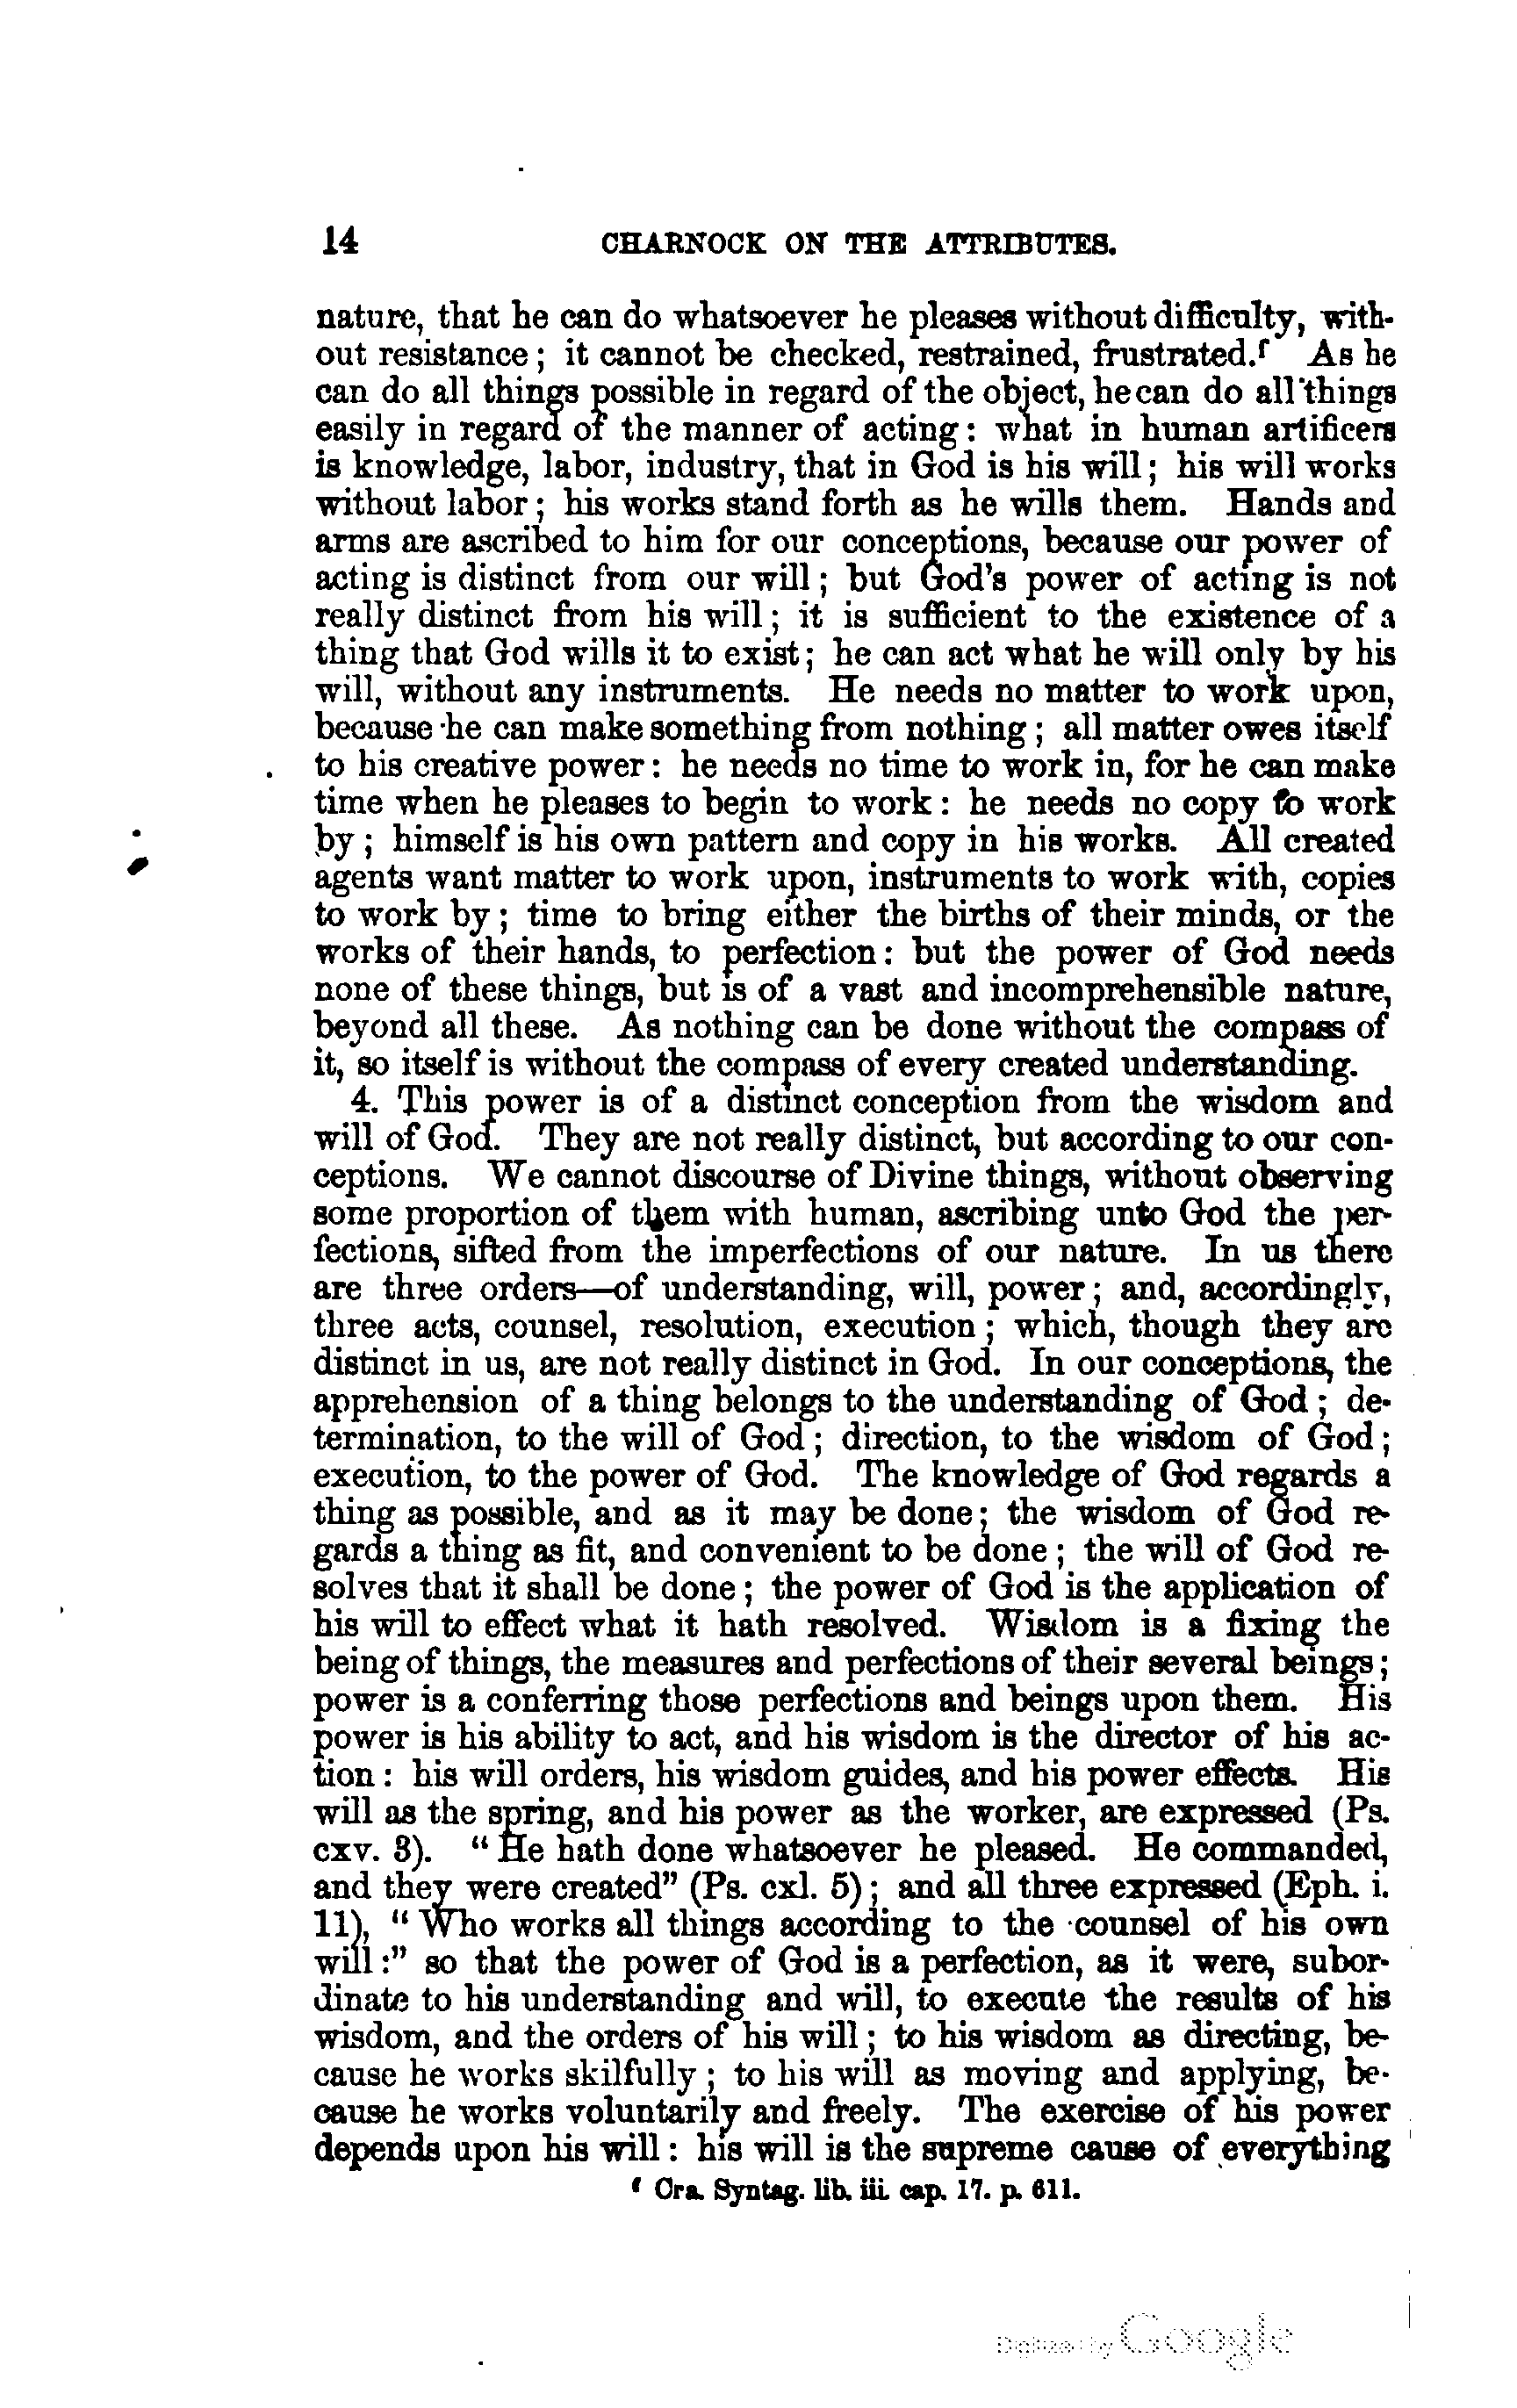 14 CHARNOCK ON THE ATTRIBUTES.
nature, that he can do whatsoever he pleases without difficulty, with-
out resistance; it cannot be checked, restrained, frustrated.f As he
can do all things possible in regard of the object, he can do all things
easily in regard of the manner of acting: what in human artificers
is knowledge, labor, industry, that in God is his will; his will works
without labor; his works stand forth as he wills them. Hands and
arms are ascribed to him for our conceptions, because our power of
acting is distinct from our will; but God's power of acting is not
really distinct from his will; it is sufficient to the existence of a
thing that God wills it to exist; he can act what he will only by his
will, without any instruments. He needs no matter to work upon,
because he can make something from nothing; all matter owes itself
to his creative power: he needs no time to work in, for he can make
time when he pleases to begin to work: he needs no copy to work
by; himself is his own pattern and copy in his works. All created
agents want matter to work upon, instruments to work with, copies
to work by; time to bring either the births of their minds, or the
works of their hands, to perfection: but the power of God needs
none of these things, but is of a vast and incomprehensible nature,
beyond all these. As nothing can be done without the compass of
it, so itself is without the compass of every created understanding.
4. This power is of a distinct conception from the wisdom and
will of God. They are not really distinct, but according to our con-
ceptions. We cannot discourse of Divine things, without observing
some proportion of them with human, ascribing unto God the per-
fections, sifted from the imperfections of our nature. In us there
are three orders—of understanding, will, power; and, accordingly,
three acts, counsel, resolution, execution; which, though they are
distinct in us, are not really distinct in God. In our conceptions, the
apprehension of a thing belongs to the understanding of God; de-
termination, to the will of God; direction, to the wisdom of God;
execution, to the power of God. The knowledge of God regards a
thing as possible, and as it may be done; the wisdom of God re-
gards a thing as fit, and convenient to be done; the will of God re-
solves that it shall be done; the power of God is the application of
his will to effect what it hath resolved. Wisdom is a fixing the
being of things, the measures and perfections of their several beings;
power is a conferring those perfections and beings upon them. His
power is his ability to act, and his wisdom is the director of his ac-
tion: his will orders, his wisdom guides, and his power effects. His
will as the spring, and his power as the worker, are expressed (Ps.
cxv. 3). “He hath done whatsoever he pleased. He commanded,
and they were created” (Ps. cxl. 5); and all three expressed (Eph. i.
11), “Who works all things according to the counsel of his own
will:” so that the power of God is a perfection, as it were, subor-
dinate to his understanding and will, to execute the results of his
wisdom, and the orders of his will; to his wisdom as directing, be-
cause he works skilfully; to his will as moving and applying, be-
cause he works voluntarily and freely. The exercise of his power
depends upon his will: his will is the supreme cause of everything
f Cra. Syntag. lib. iii. cap. 17. p. 611.
Digitized by Google